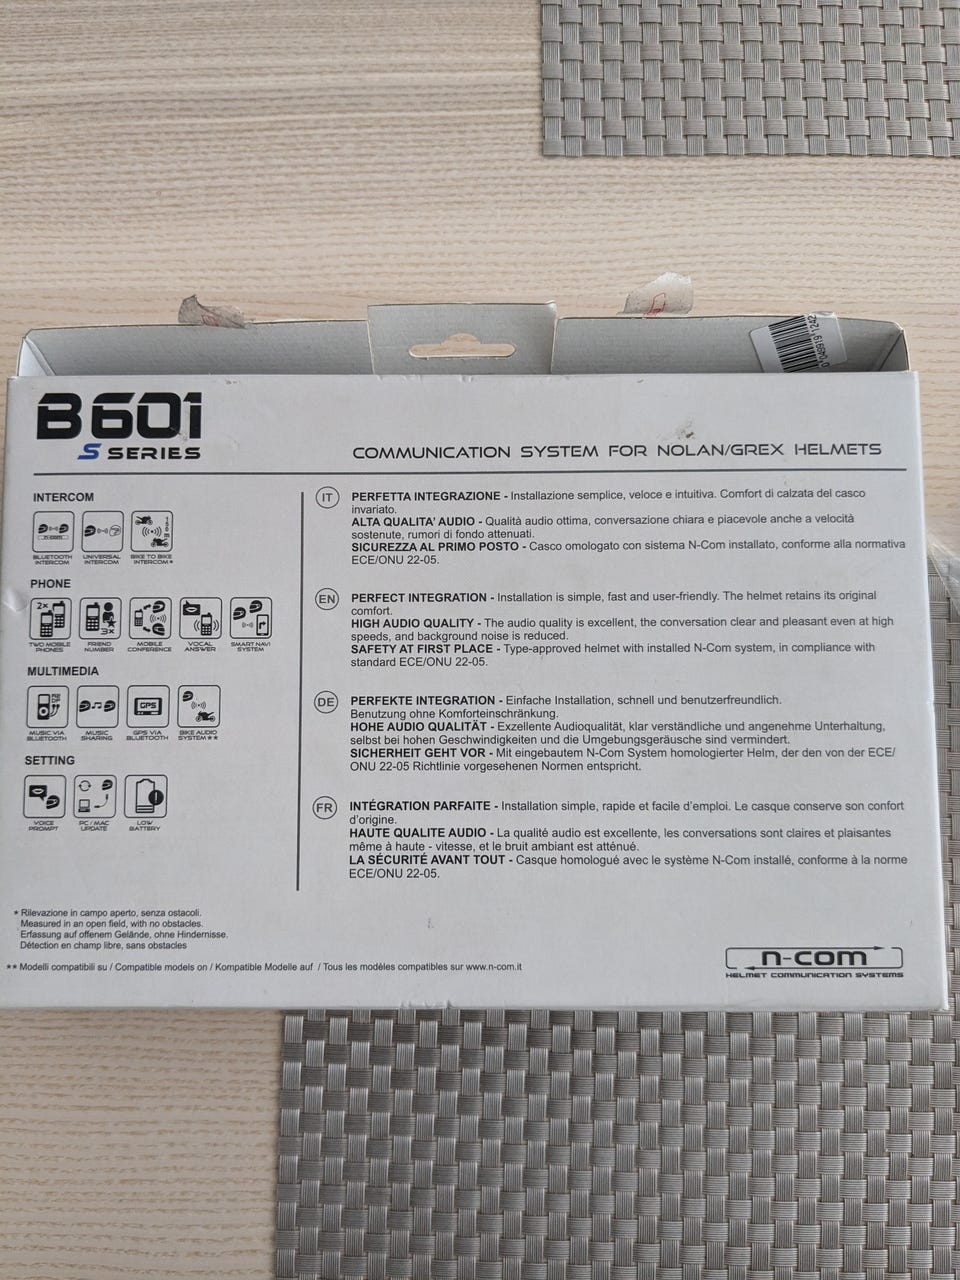 B601
S SERIES
COMMUNICATION SYSTEM FOR NOLAN/GREX HELMETS
INTERCOM
BLUETOOTH INTERCOM
UNIVERSAL INTERCOM
BIKE TO BIKE INTERCOM*
PHONE
2x
3x
TWO MOBILE PHONES
FRIEND NUMBER
MOBILE CONFERENCE
VOCAL ANSWER
SMART NAVI SYSTEM
MULTIMEDIA
GPS
MUSIC VIA BLUETOOTH
MUSIC SHARING
GPS VIA BLUETOOTH
BIKE AUDIO SYSTEM**
SETTING
VOICE PROMPT
PC / MAC UPDATE
LOW BATTERY
IT
PERFETTA INTEGRAZIONE - Installazione semplice, veloce e intuitiva. Comfort di calzata del casco
invariato.
ALTA QUALITA' AUDIO - Qualità audio ottima, conversazione chiara e piacevole anche a velocità
sostenute, rumori di fondo attenuati.
SICUREZZA AL PRIMO POSTO - Casco omologato con sistema N-Com installato, conforme alla normativa
ECE/ONU 22-05.
EN
PERFECT INTEGRATION - Installation is simple, fast and user-friendly. The helmet retains its original
comfort.
HIGH AUDIO QUALITY - The audio quality is excellent, the conversation clear and pleasant even at high
speeds, and background noise is reduced.
SAFETY AT FIRST PLACE - Type-approved helmet with installed N-Com system, in compliance with
standard ECE/ONU 22-05.
DE
PERFEKTE INTEGRATION - Einfache Installation, schnell und benutzerfreundlich.
Benutzung ohne Komforteinschränkung.
HOHE AUDIO QUALITÄT - Exzellente Audioqualität, klar verständliche und angenehme Unterhaltung,
selbst bei hohen Geschwindigkeiten und die Umgebungsgeräusche sind vermindert.
SICHERHEIT GEHT VOR - Mit eingebautem N-Com System homologierter Helm, der den von der ECE/
ONU 22-05 Richtlinie vorgesehenen Normen entspricht.
FR
INTÉGRATION PARFAITE - Installation simple, rapide et facile d'emploi. Le casque conserve son confort
d'origine.
HAUTE QUALITE AUDIO - La qualité audio est excellente, les conversations sont claires et plaisantes
même à haute - vitesse, et le bruit ambiant est atténué.
LA SÉCURITÉ AVANT TOUT - Casque homologué avec le système N-Com installé, conforme à la norme
ECE/ONU 22-05.
* Rilevazione in campo aperto, senza ostacoli.
Measured in an open field, with no obstacles.
Erfassung auf offenem Gelände, ohne Hindernisse.
Détection en champ libre, sans obstacles
** Modelli compatibili su / Compatible models on / Kompatible Modelle auf / Tous les modèles compatibles sur www.n-com.it
n-com
HELMET COMMUNICATION SYSTEMS